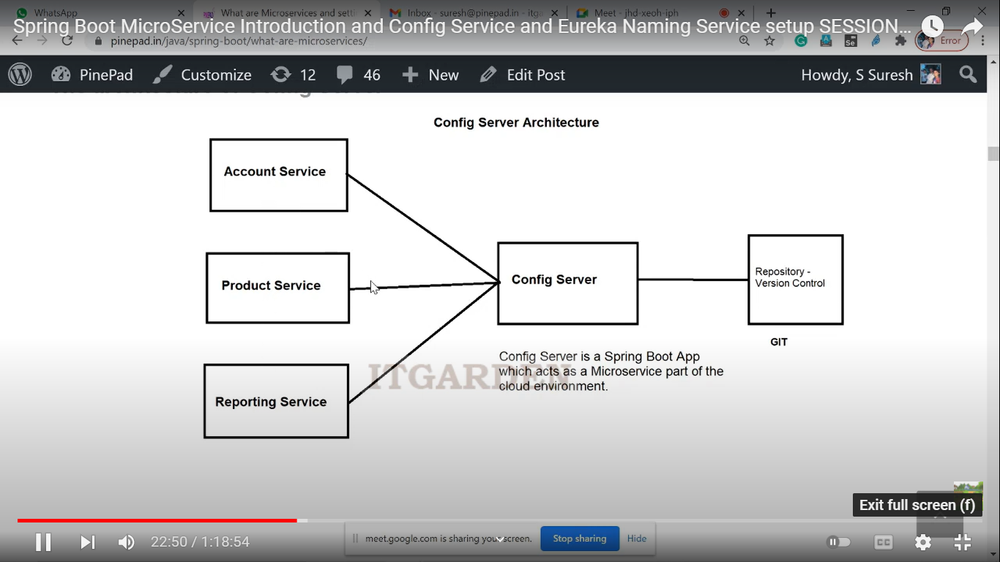 WhatsApp
What are Microservices and setti
Inbox - suresh@pinepad.in - itga
Meet - jhd-xeoh-iph
Spring Boot MicroService Introduction and Config Service and Eureka Naming Service setup SESSION...
pinepad.in/java/spring-boot/what-are-microservices/
Se
Error
PinePad
Customize
12
46
New
Edit Post
Howdy, S Suresh
Config Server Architecture
Account Service
Product Service
Config Server
Repository -
Version Control
GIT
Config Server is a Spring Boot App
which acts as a Microservice part of the
cloud environment.
ITGARDEN
Reporting Service
Exit full screen (f)
22:50 / 1:18:54
meet.google.com is sharing your screen.
Stop sharing
Hide
CC